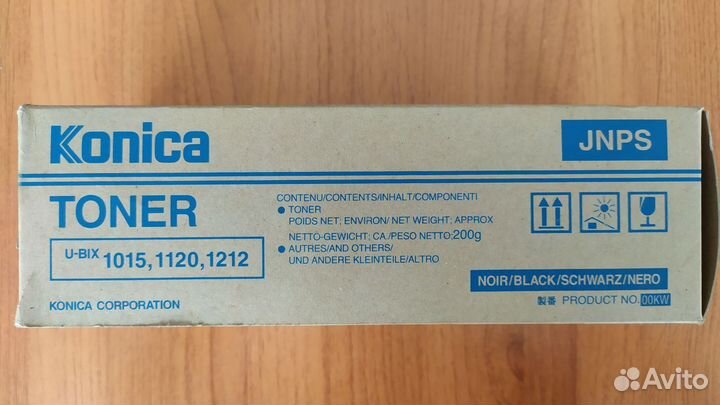 Konica
JNPS
TONER
U-BIX 1015,1120,1212
KONICA CORPORATION
CONTENU/CONTENTS/INHALT/COMPONENTI
● TONER
POIDS NET; ENVIRON/ NET WEIGHT; APPROX
NETTO-GEWICHT; CA./PESO NETTO:200g
● AUTRES/AND OTHERS/
UND ANDERE KLEINTEILE/ALTRO
NOIR/BLACK/SCHWARZ/NERO
製番 PRODUCT NO.00KW
Avito